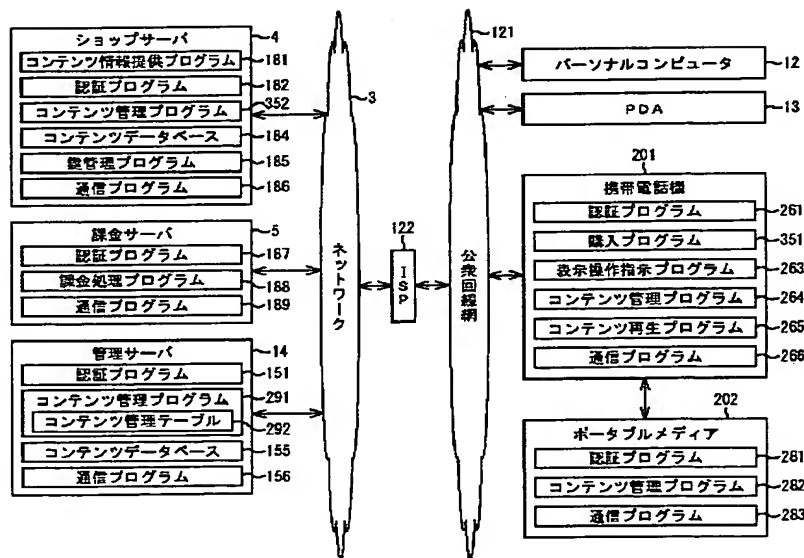 ショップサーバ 4
コンテンツ情報提供プログラム 181
認証プログラム 182
コンテンツ管理プログラム 352
コンテンツデータベース 184
鍵管理プログラム 185
通信プログラム 186
課金サーバ 5
認証プログラム 187
課金処理プログラム 188
通信プログラム 189
管理サーバ 14
認証プログラム 151
コンテンツ管理プログラム 291
コンテンツ管理テーブル 292
コンテンツデータベース 155
通信プログラム 156
3
ネットワーク
122
ISP
121
公衆回線網
パーソナルコンピュータ 12
PDA 13
201
携帯電話機
認証プログラム 261
購入プログラム 351
表示操作指示プログラム 263
コンテンツ管理プログラム 264
コンテンツ再生プログラム 265
通信プログラム 266
202
ポータブルメディア
認証プログラム 281
コンテンツ管理プログラム 282
通信プログラム 283